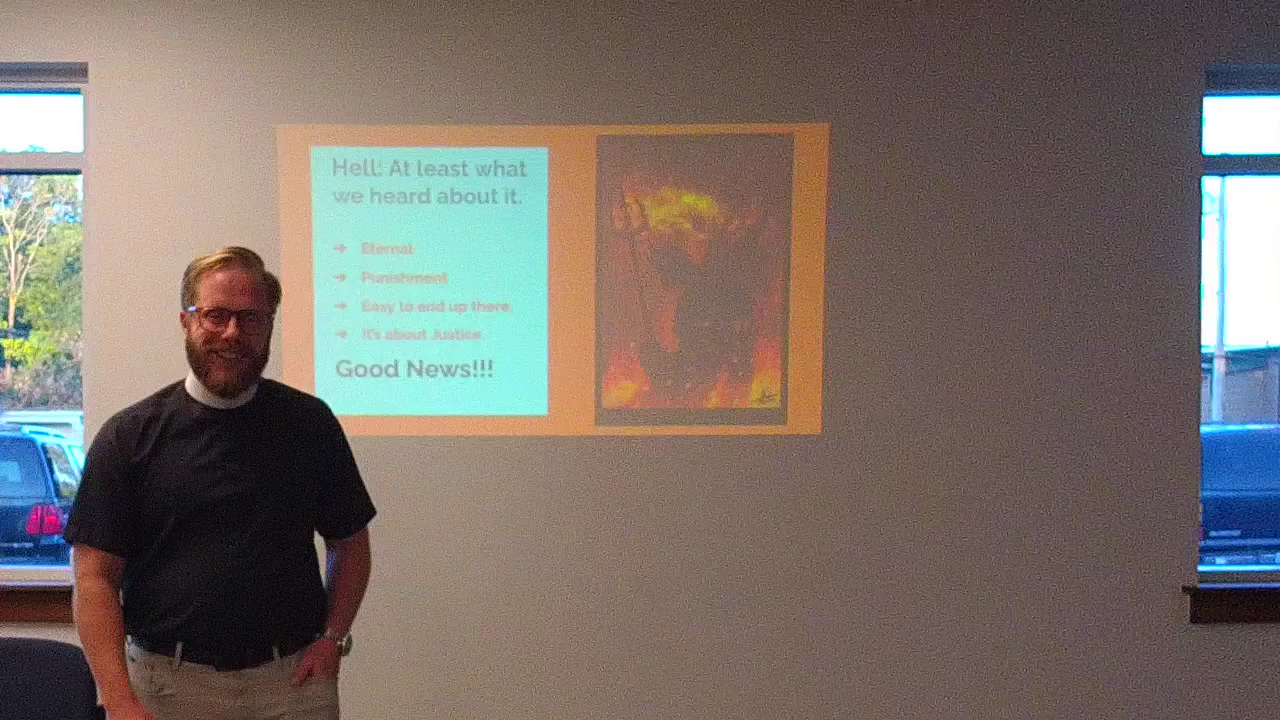 Hell: At least what
we heard about it.
➔ Eternal
➔ Punishment
➔ Easy to end up there.
➔ It's about Justice
Good News!!!